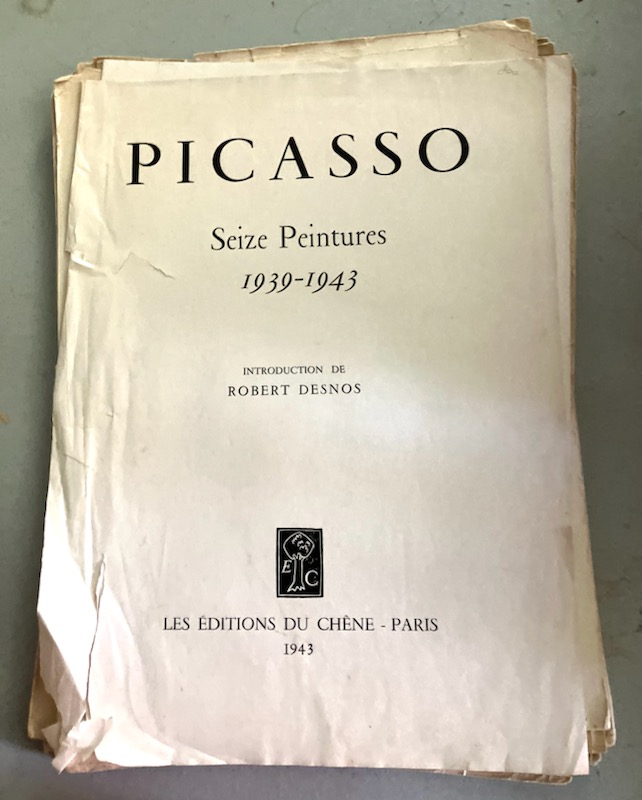 PICASSO
Seize Peintures
1939-1943
INTRODUCTION DE
ROBERT DESNOS
E C
LES ÉDITIONS DU CHÊNE - PARIS
1943